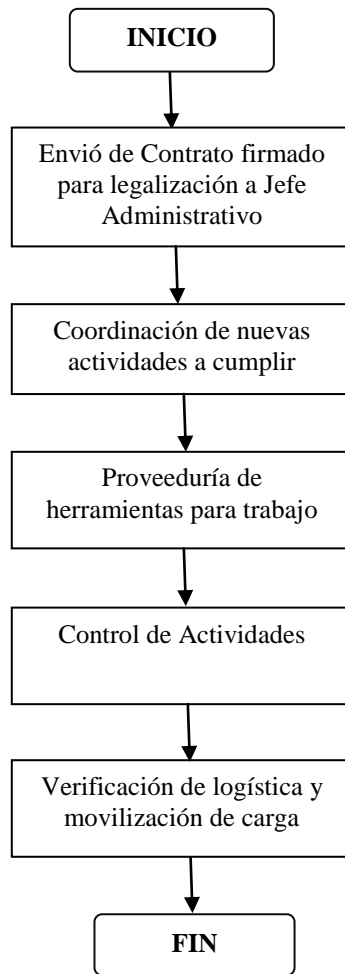 INICIO
Envió de Contrato firmado
para legalización a Jefe
Administrativo
Coordinación de nuevas
actividades a cumplir
Proveeduría de
herramientas para trabajo
Control de Actividades
Verificación de logística y
movilización de carga
FIN